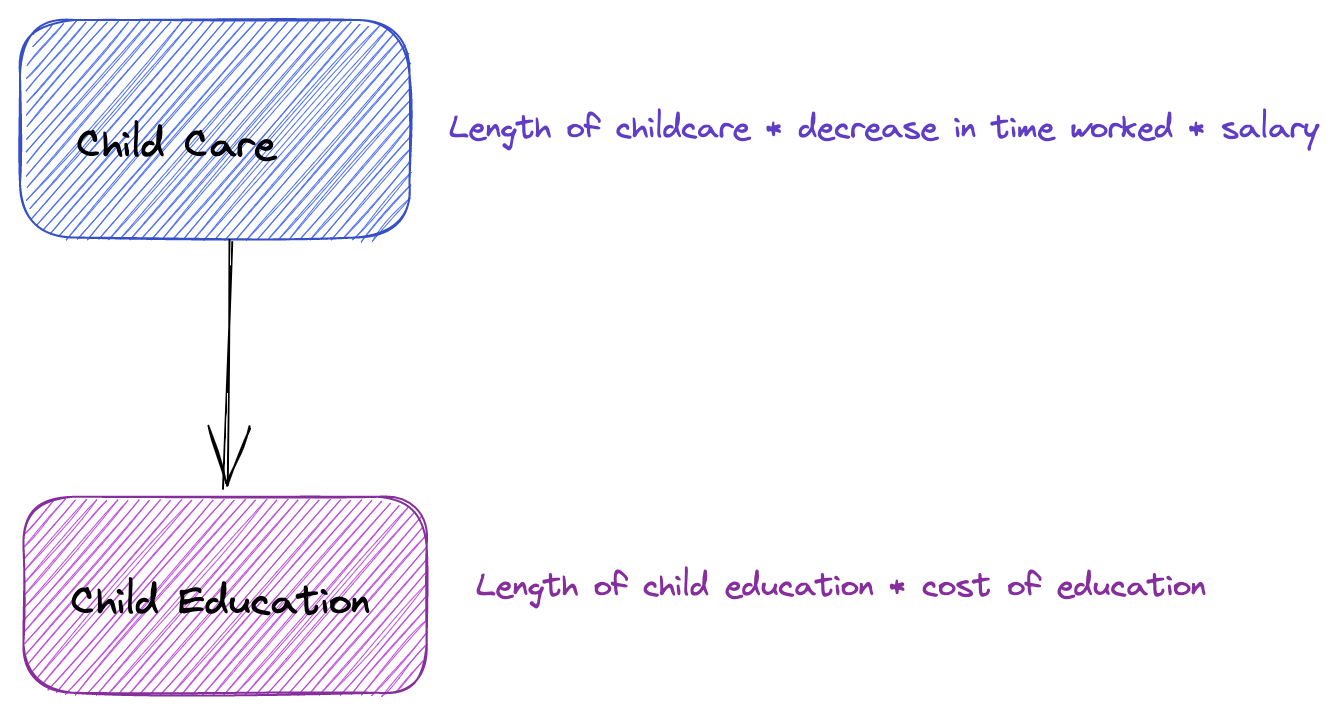 Child Care
Length of childcare * decrease in time worked * salary
Child Education
Length of child education * cost of education